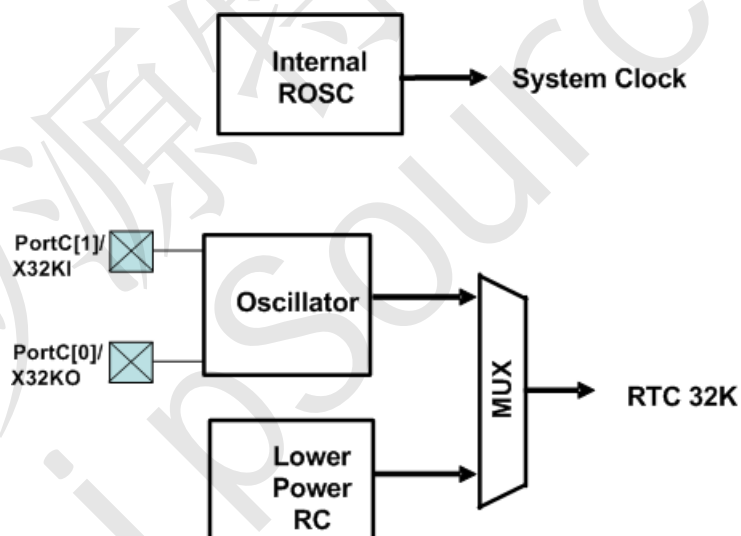 Internal
ROSC
System Clock
PortC[1]/
X32KI
Oscillator
PortC[0]/
X32KO
MUX
RTC 32K
Lower
Power
RC